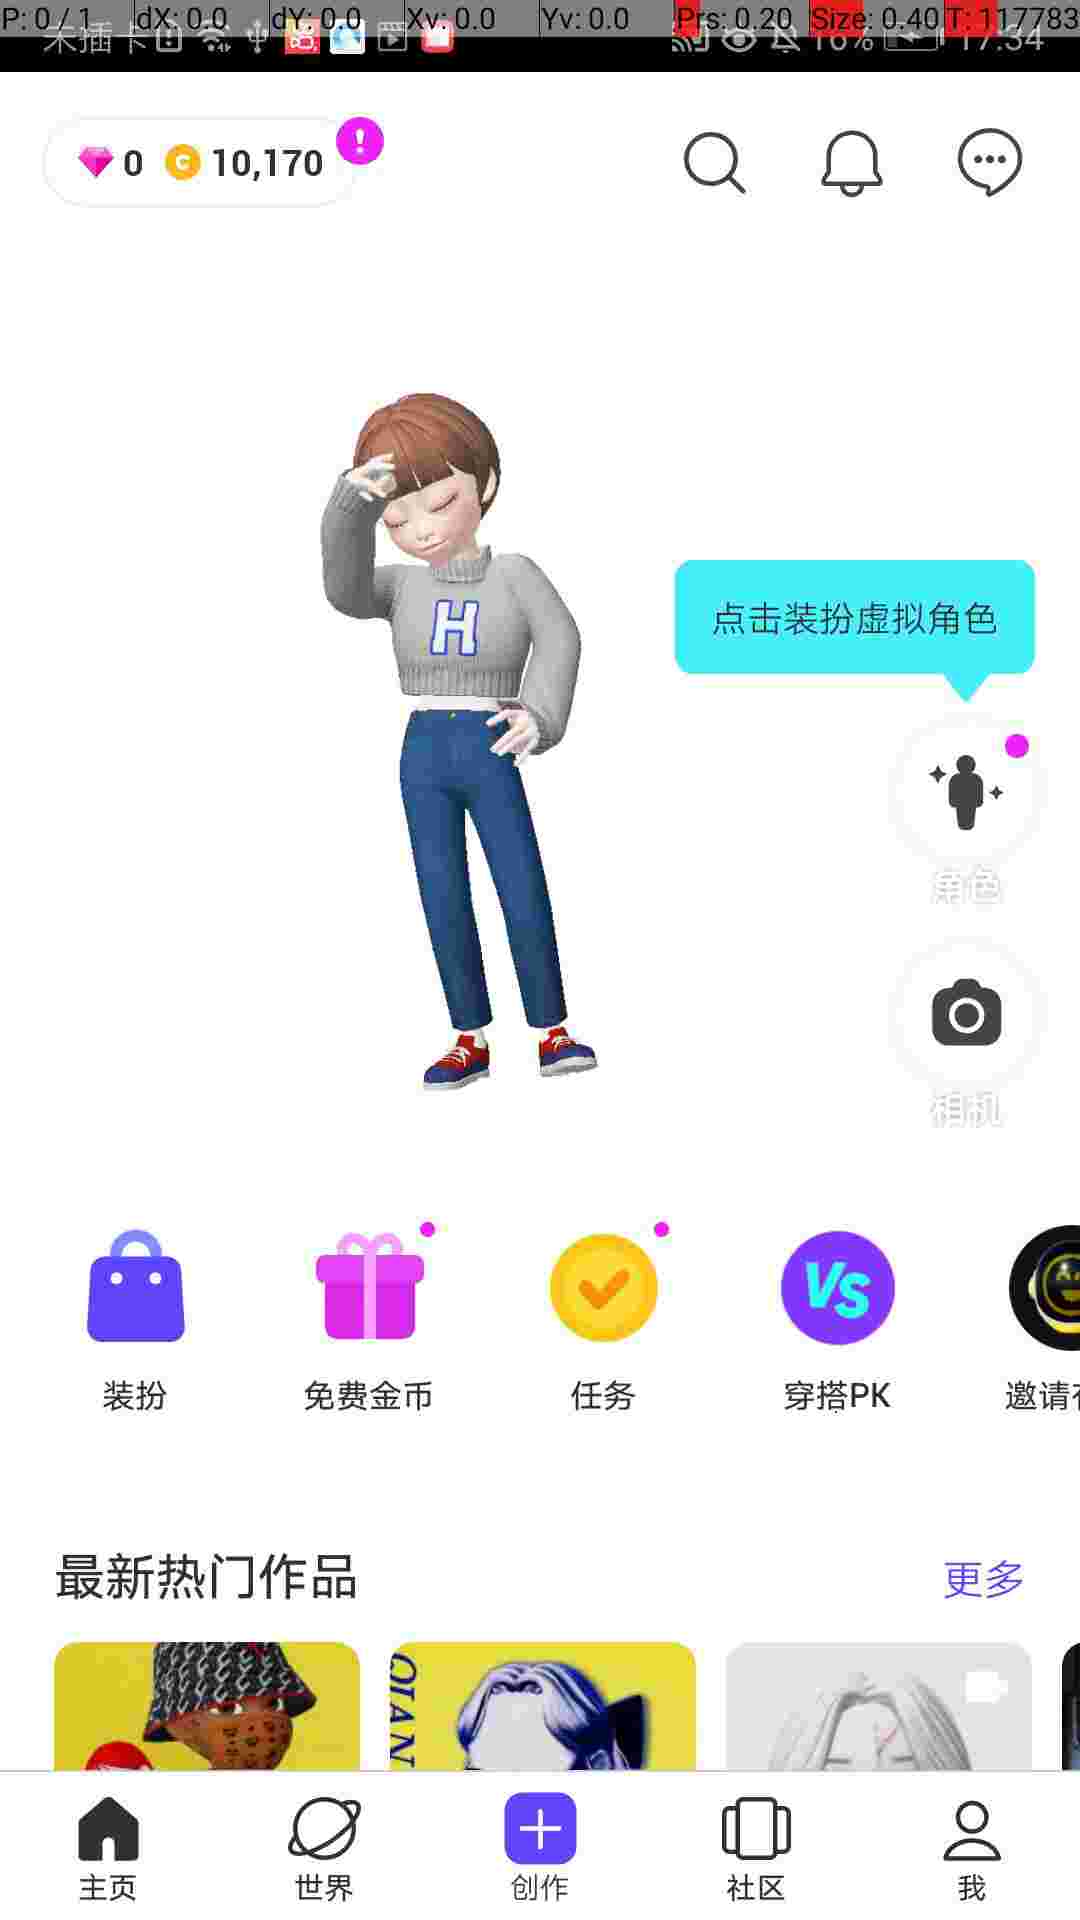 P: 0 / 1 dX: 0.0 dY: 0.0 Xv: 0.0 Yv: 0.0 Prs: 0.20 Size: 0.40 T: 117783
未插卡 16% 17:34
0 10,170
点击装扮虚拟角色
H
角色
相机
装扮 免费金币 任务 穿搭PK 邀请
最新热门作品 更多
QIAN
主页 世界 创作 社区 我